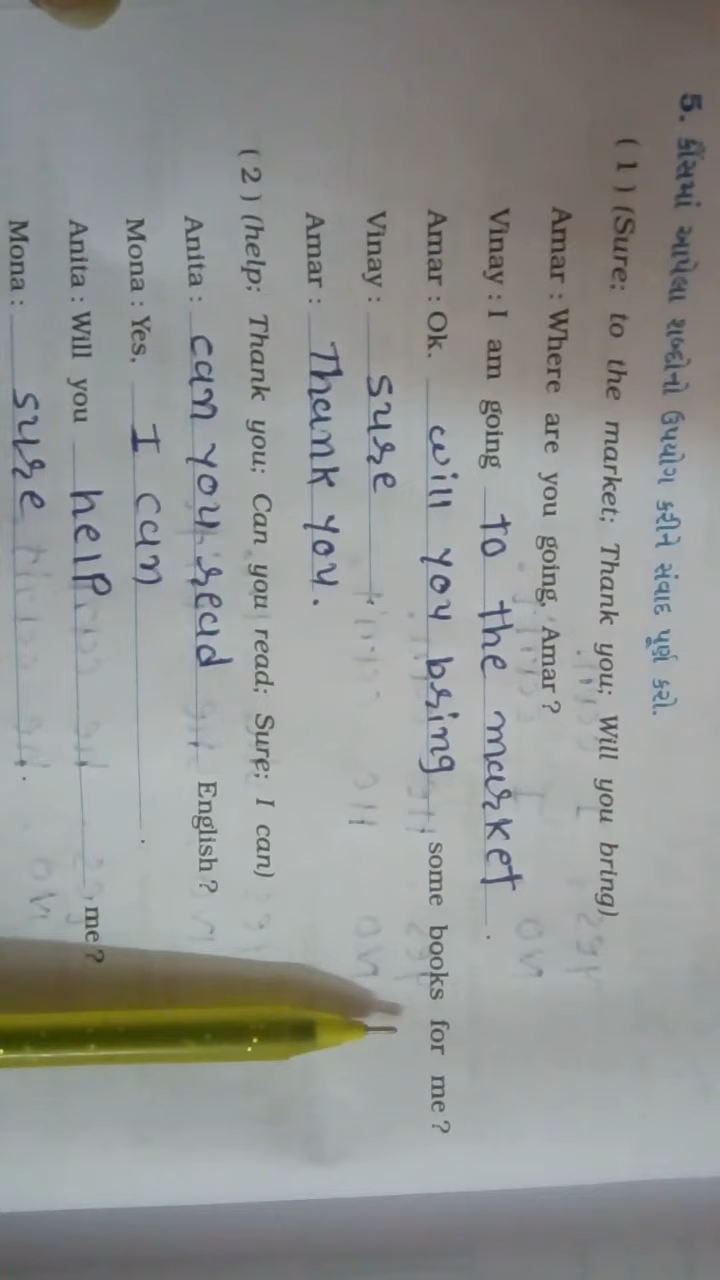 5. કૌંસમાં આપેલા શબ્દોનો ઉપયોગ કરીને સંવાદ પૂર્ણ કરો.
( 1 ) (Sure; to the market; Thank you; Will you bring)
Amar : Where are you going, Amar ?
Vinay : I am going to the market.
Amar : Ok. will you bring some books for me ?
Vinay : sure.
Amar : Thank you.
( 2 ) (help; Thank you; Can you read; Sure; I can)
Anita : can you read English ?
Mona : Yes, I can.
Anita : Will you help me ?
Mona : sure.